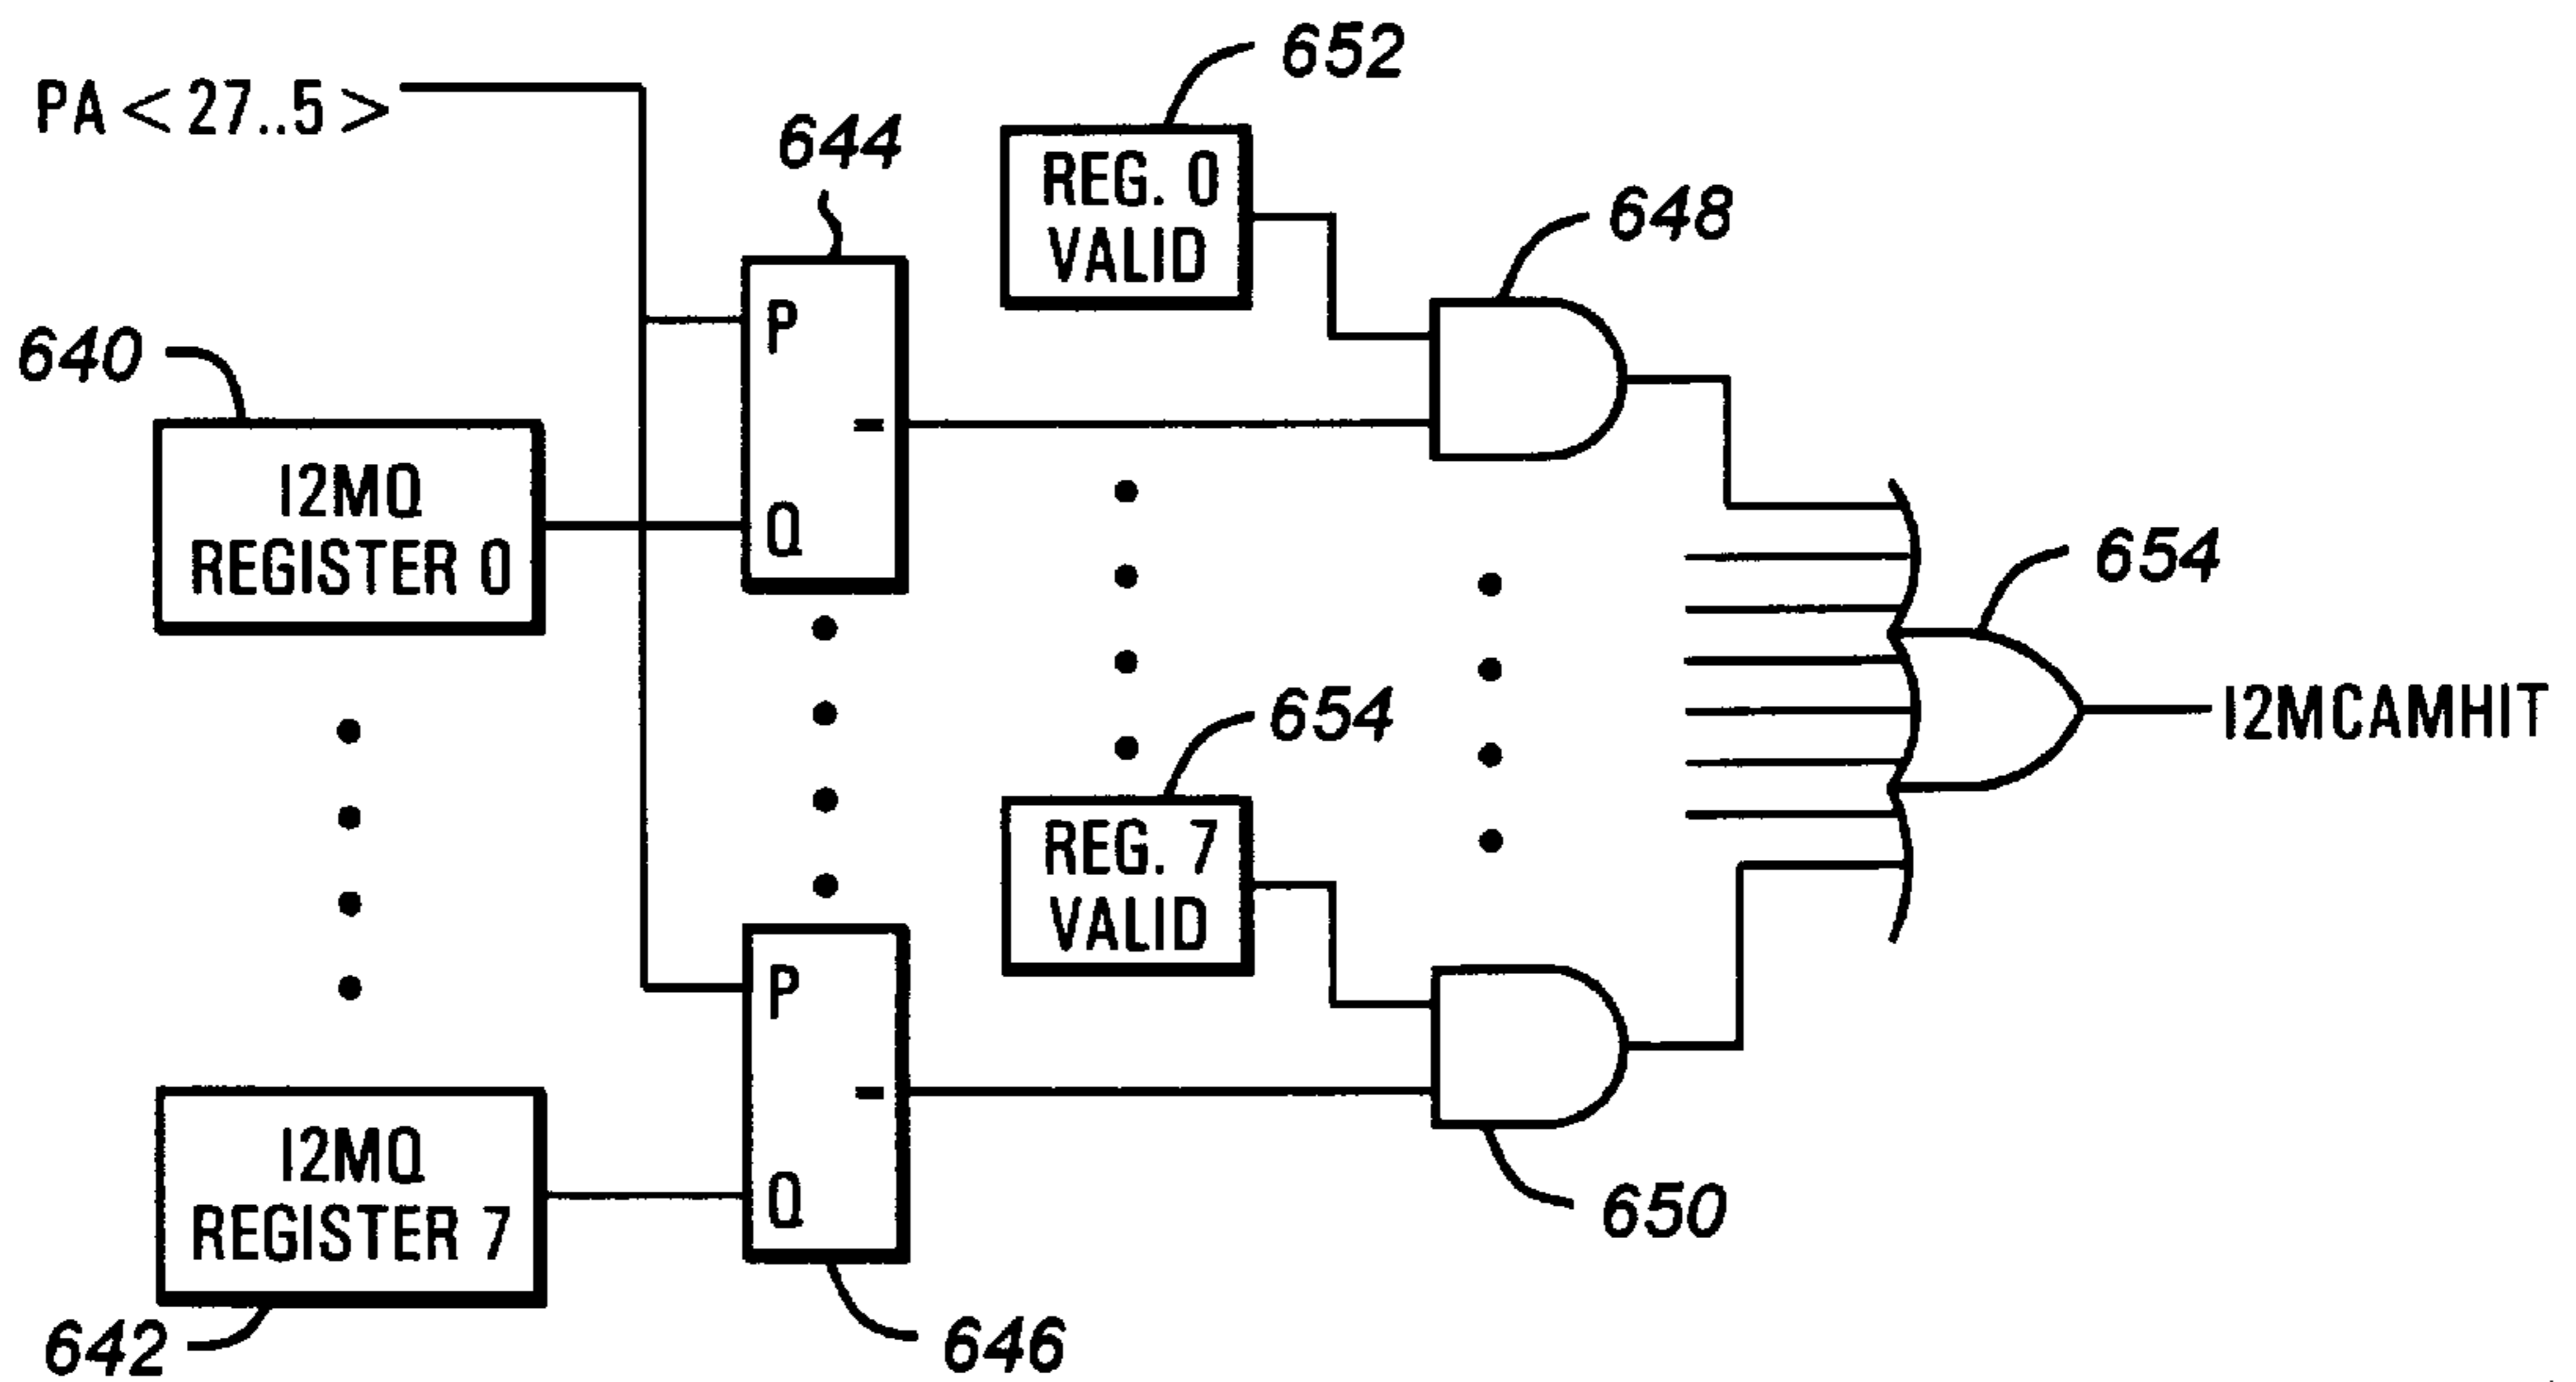 PA<27..5>
652
644
REG. 0
VALID
648
640
P
=
Q
I2MQ
REGISTER 0
654
654
I2MCAMHIT
REG. 7
VALID
P
=
Q
I2MQ
REGISTER 7
650
642
646